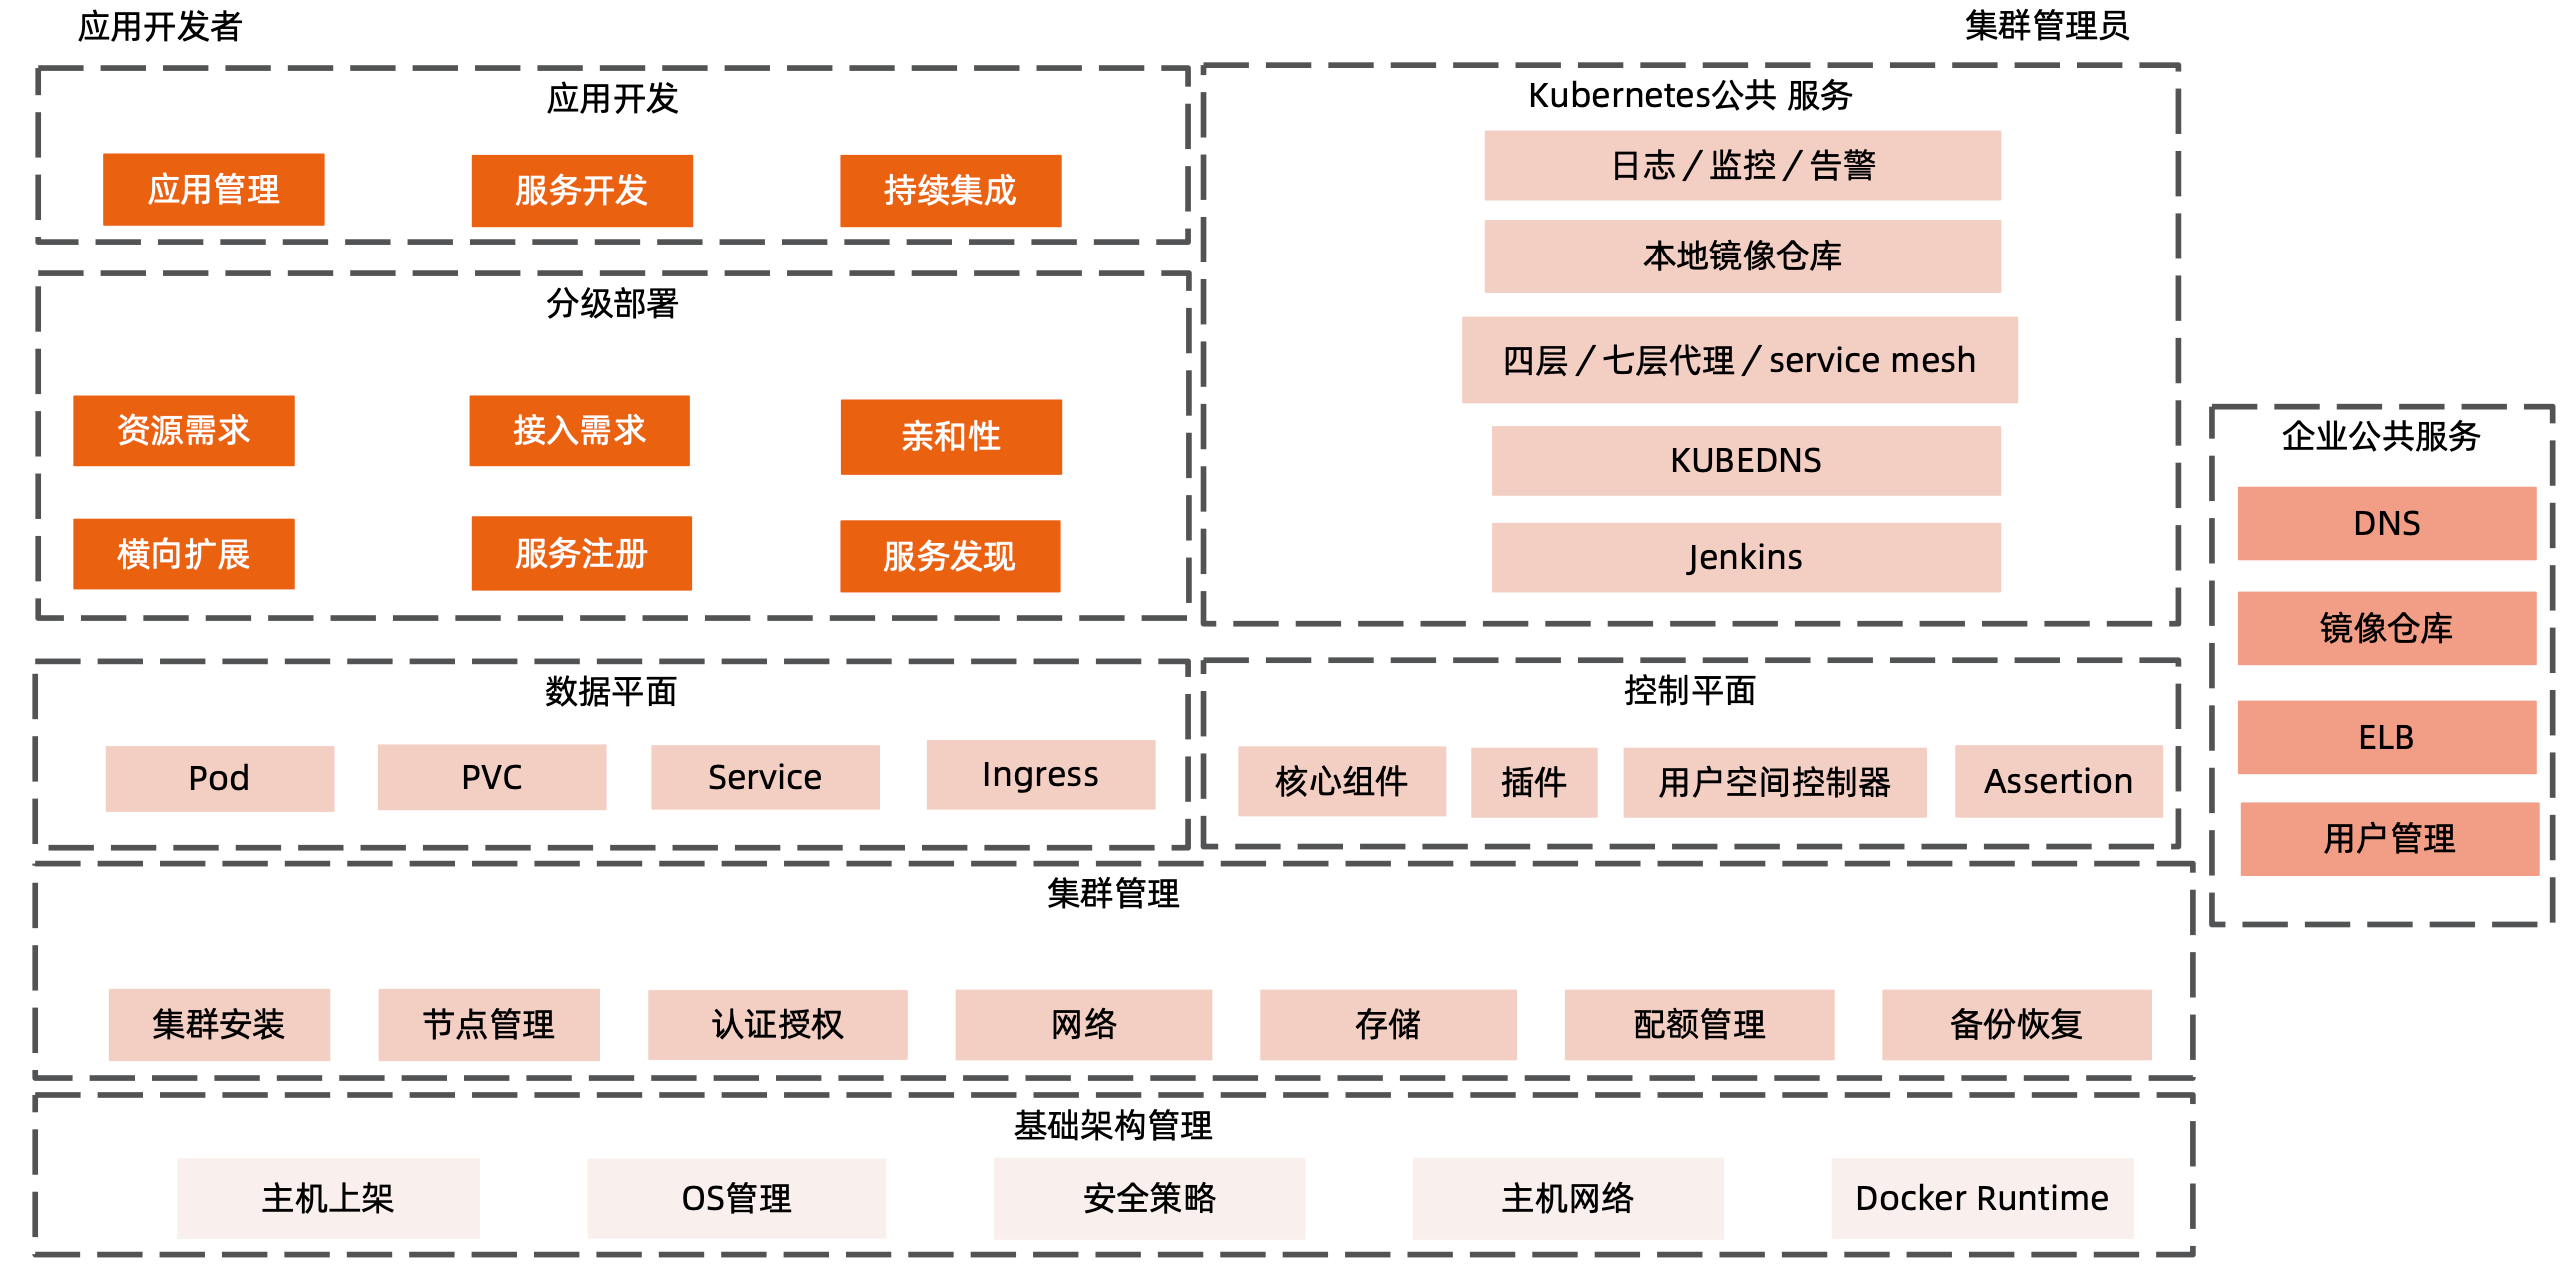 应用开发者
集群管理员
应用开发
应用管理
服务开发
持续集成
分级部署
资源需求
接入需求
亲和性
横向扩展
服务注册
服务发现
Kubernetes公共 服务
日志/监控/告警
本地镜像仓库
四层/七层代理/service mesh
KUBEDNS
Jenkins
企业公共服务
DNS
镜像仓库
ELB
用户管理
数据平面
Pod
PVC
Service
Ingress
控制平面
核心组件
插件
用户空间控制器
Assertion
集群管理
集群安装
节点管理
认证授权
网络
存储
配额管理
备份恢复
基础架构管理
主机上架
OS管理
安全策略
主机网络
Docker Runtime